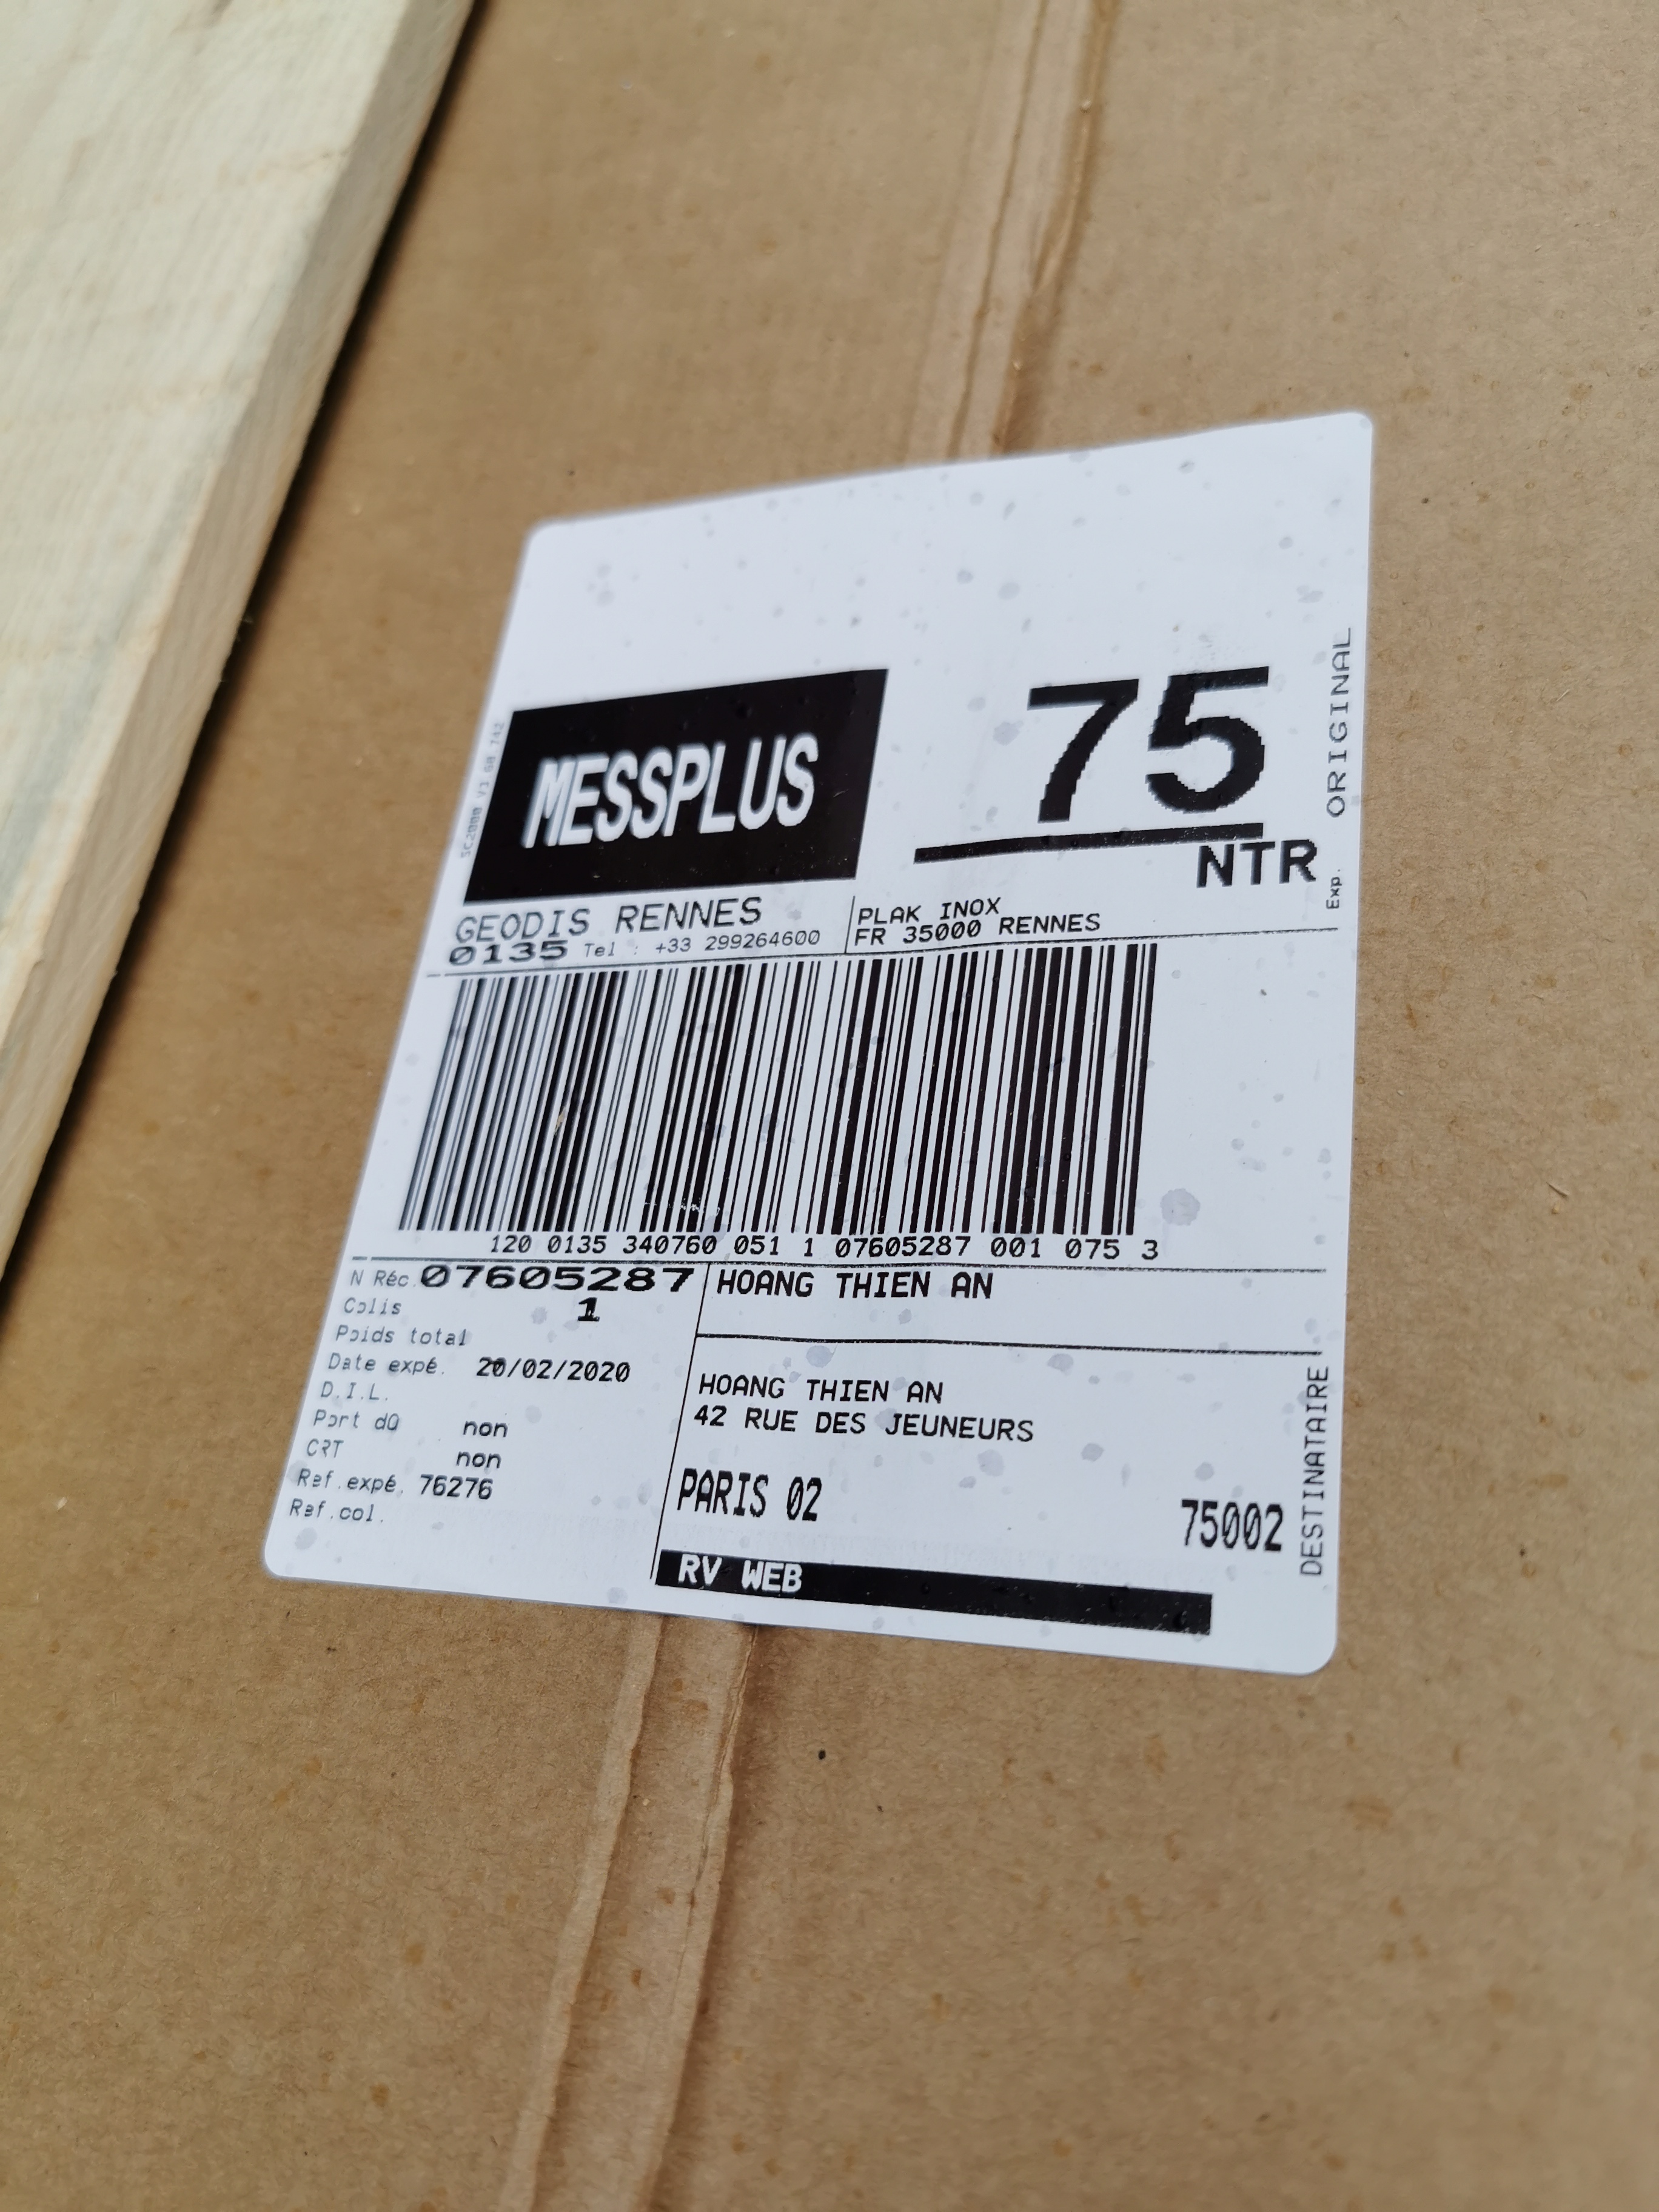 MESSPLUS
75
NTR
ORIGINAL
GEODIS RENNES
0135 Tel : +33 299264600
PLAK INOX
FR 35000 RENNES
Exp.
120 0135 340760 051 1 07605287 001 075 3
N Réc. 07605287
Colis 1
Poids total
Date expé. 20/02/2020
D.I.L.
Port dû non
CRT non
Ref.expé. 76276
Ref.col.
HOANG THIEN AN
HOANG THIEN AN
42 RUE DES JEUNEURS
PARIS 02 75002
DESTINATAIRE
RV WEB